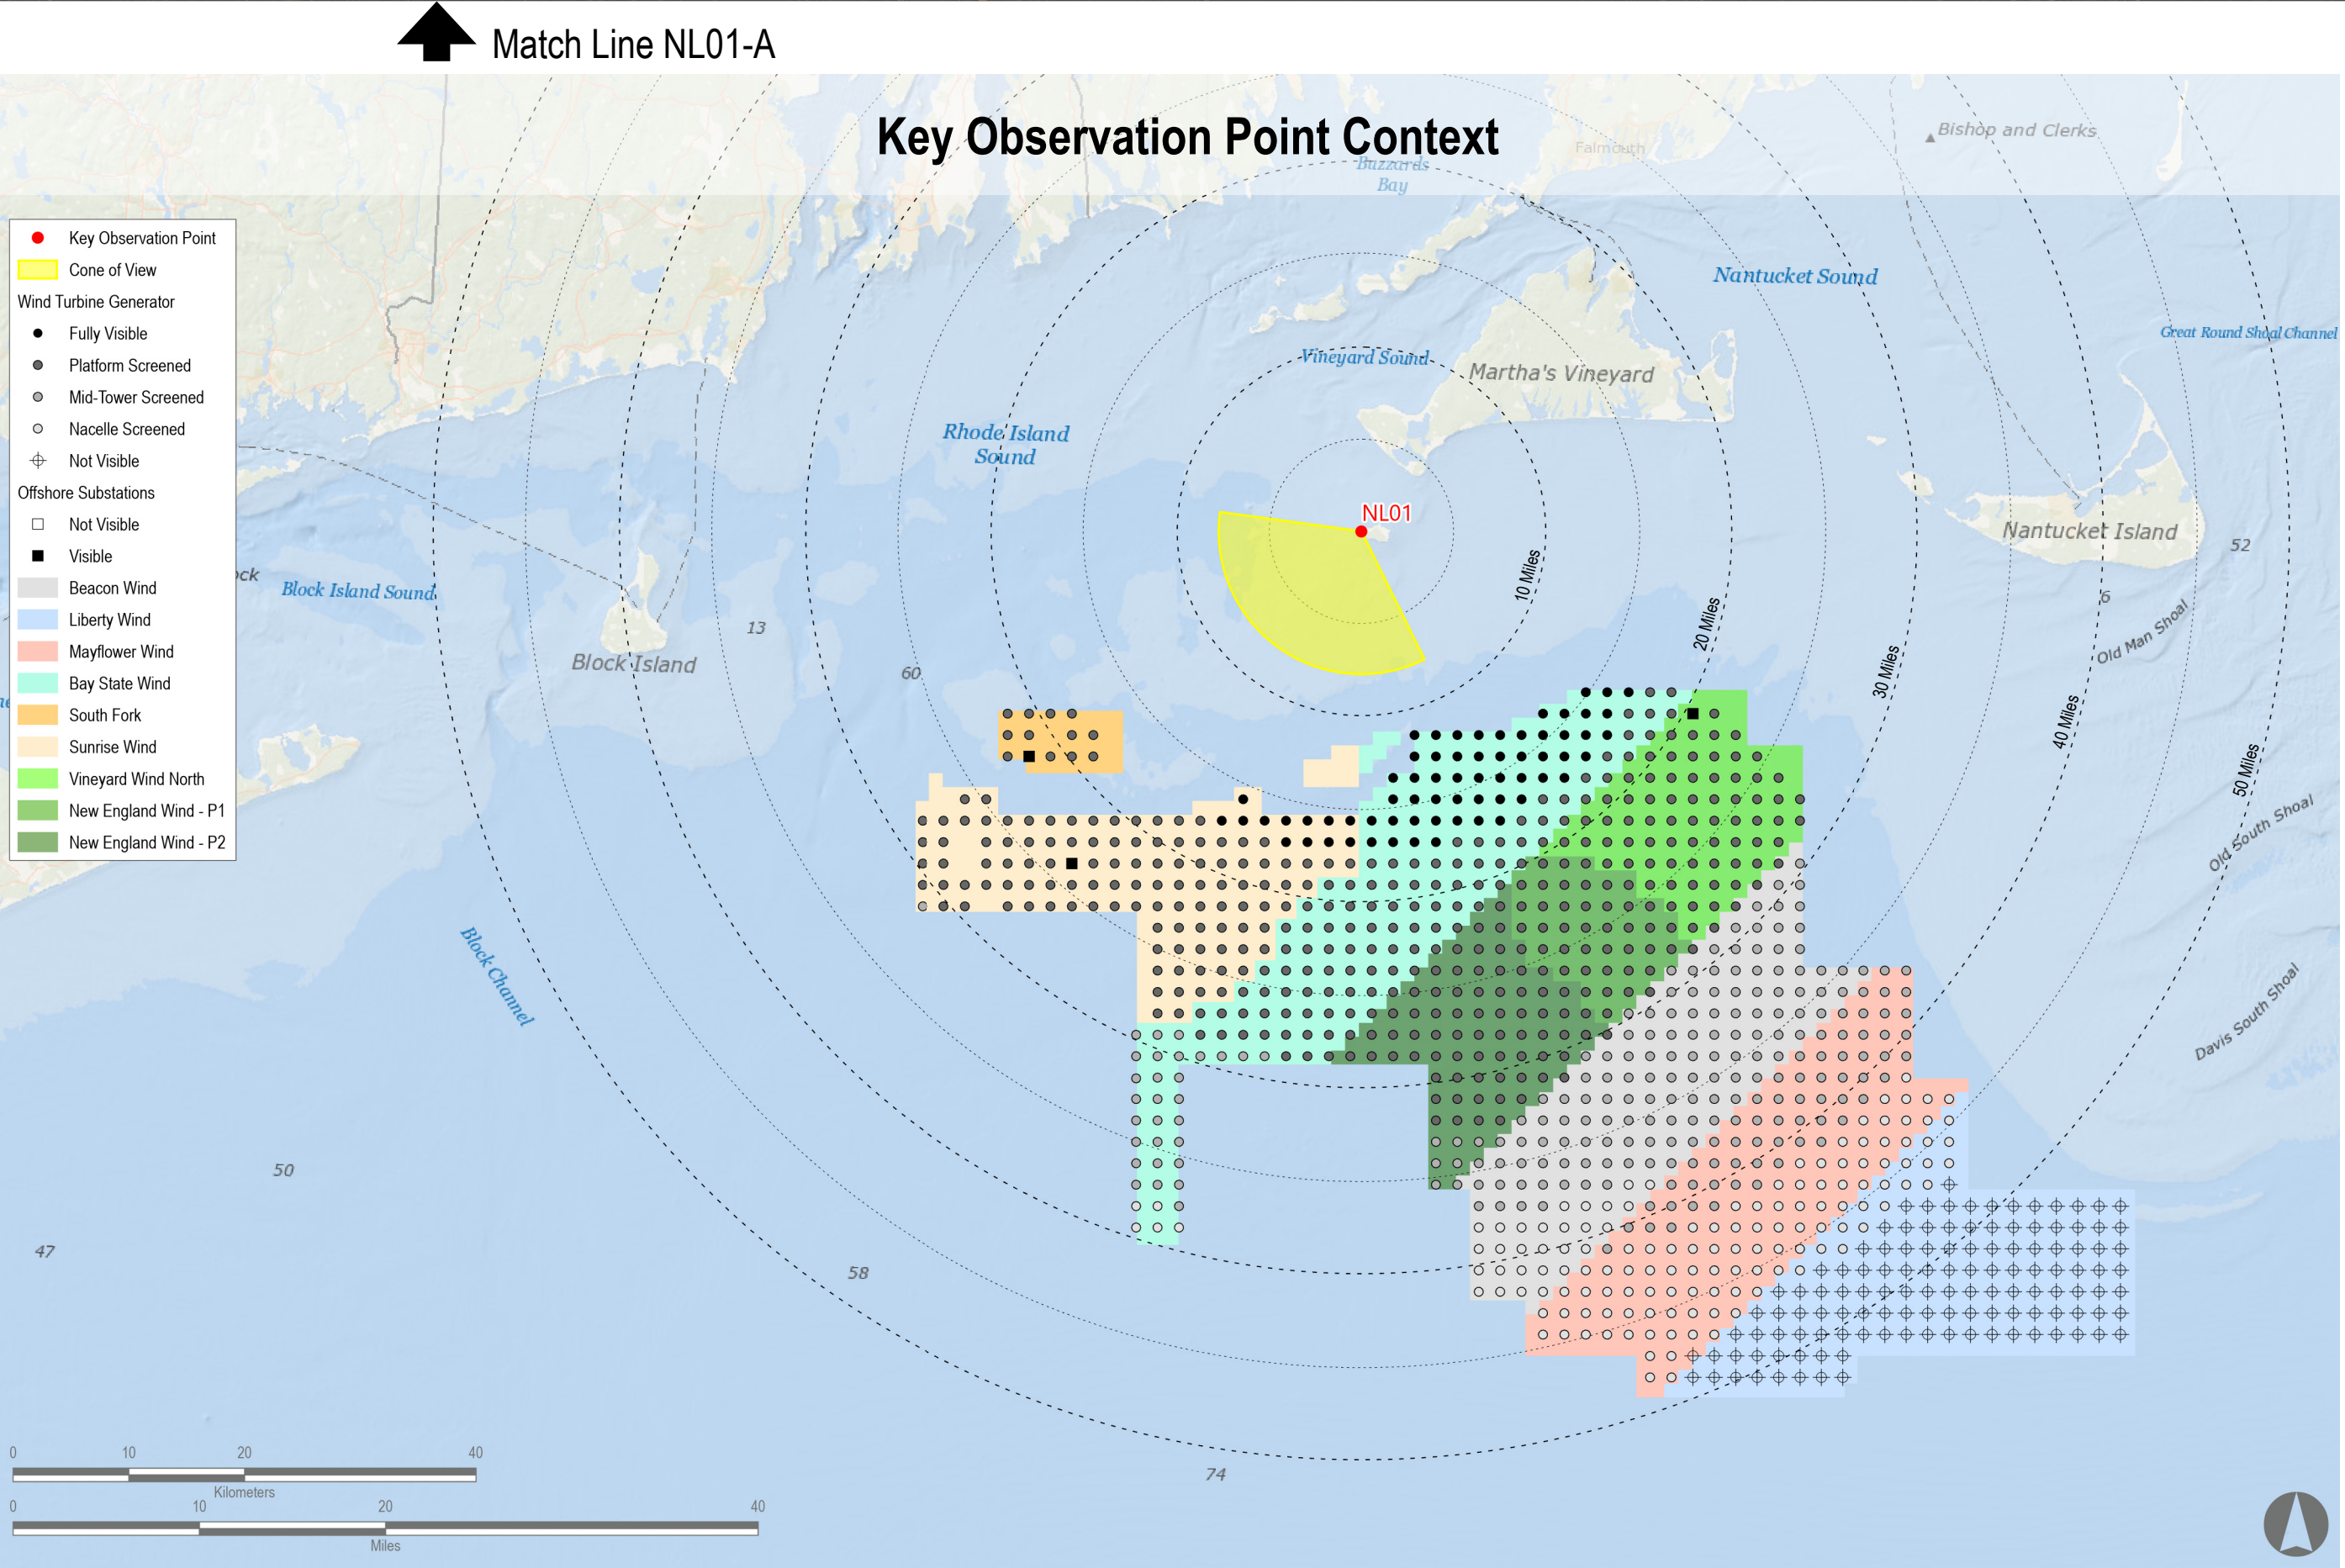 Match Line NL01-A
Key Observation Point Context
Bishop and Clerks
Falmouth
Buzzards
Bay
Key Observation Point
Cone of View
Wind Turbine Generator
Fully Visible
Platform Screened
Mid-Tower Screened
Nacelle Screened
Not Visible
Offshore Substations
Not Visible
Visible
Beacon Wind
Liberty Wind
Mayflower Wind
Bay State Wind
South Fork
Sunrise Wind
Vineyard Wind North
New England Wind - P1
New England Wind - P2
Nantucket Sound
Great Round Shoal Channel
Vineyard Sound
Martha's Vineyard
Rhode Island
Sound
NL01
Nantucket Island
52
ock
Block Island Sound
10 Miles
6
13
20 Miles
Old Man Shoal
Block Island
60
30 Miles
40 Miles
50 Miles
Old South Shoal
Block Channel
Davis South Shoal
50
47
58
74
0 10 20 40
Kilometers
0 10 20 40
Miles